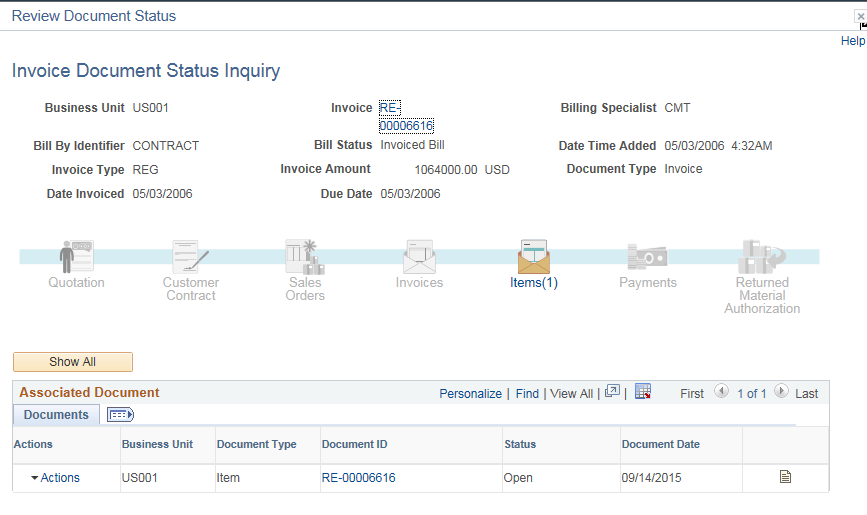 Review Document Status
Help
Invoice Document Status Inquiry
Business Unit US001 Invoice RE- Billing Specialist CMT
00006616
Bill By Identifier CONTRACT Bill Status Invoiced Bill Date Time Added 05/03/2006 4:32AM
Invoice Type REG Invoice Amount 1064000.00 USD Document Type Invoice
Date Invoiced 05/03/2006 Due Date 05/03/2006
Quotation Customer Sales Invoices Items(1) Payments Returned
Contract Orders Material
Authorization
Show All
Associated Document Personalize | Find | View All | | First 1 of 1 Last
Documents
Actions Business Unit Document Type Document ID Status Document Date
Actions US001 Item RE-00006616 Open 09/14/2015